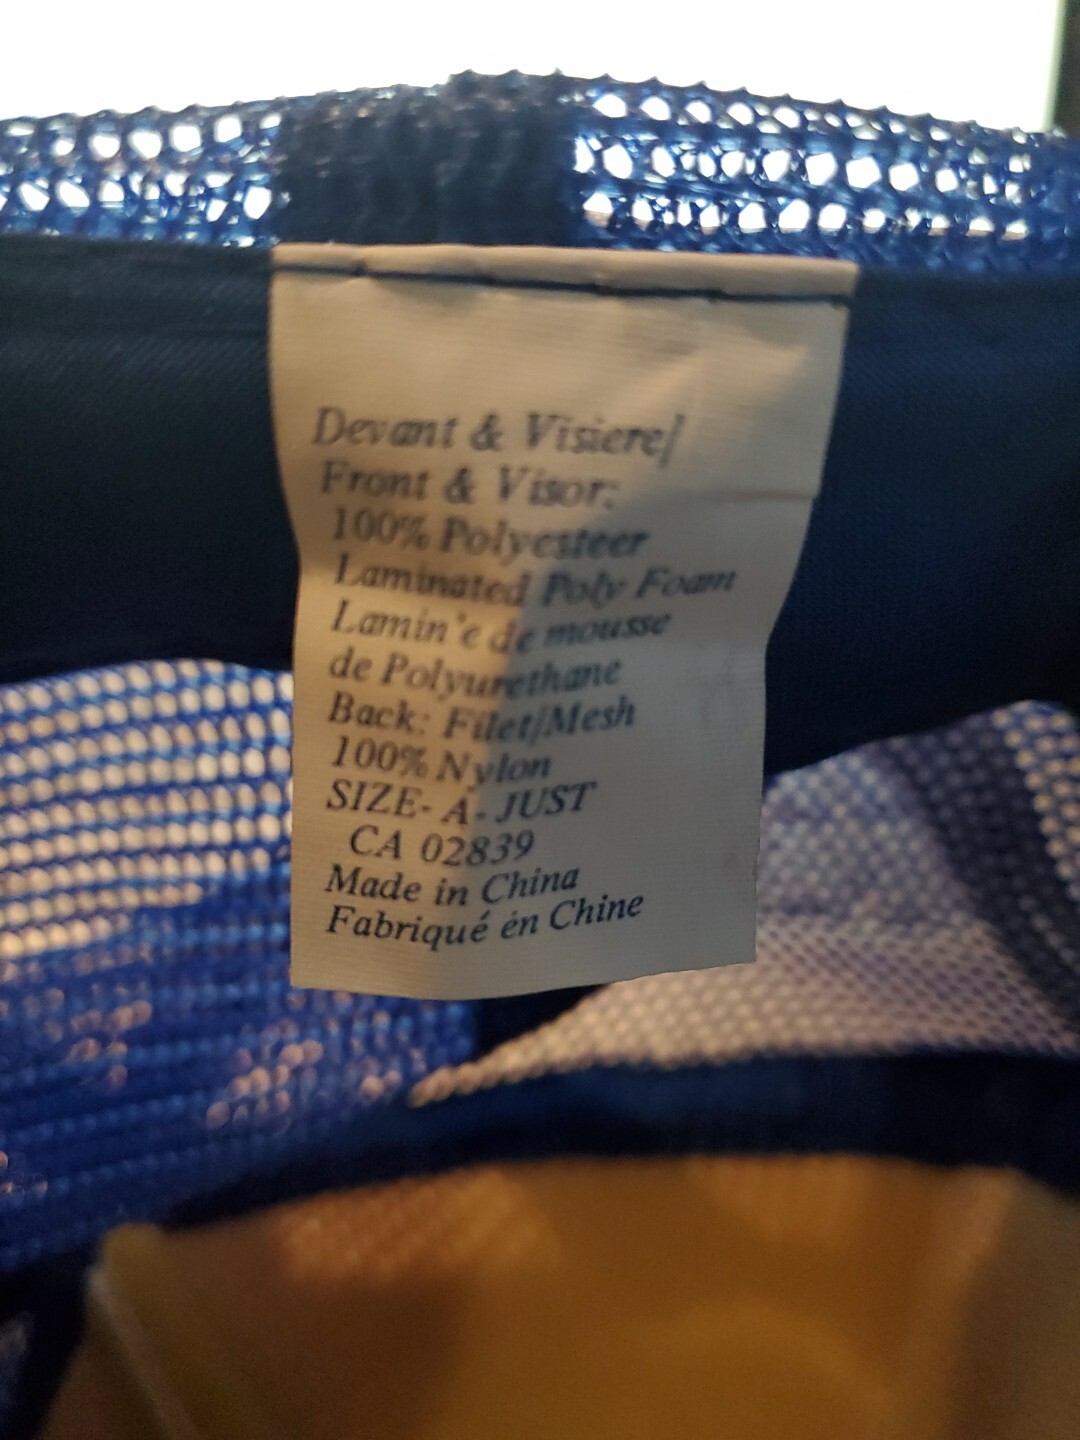 Devant & Visiere/
Front & Visor:
100% Polyesteer
Laminated Poly Foam
Lamin'e de mousse
de Polyurethane
Back: Filet/Mesh
100% Nylon
SIZE- A- JUST
CA 02839
Made in China
Fabriqué én Chine